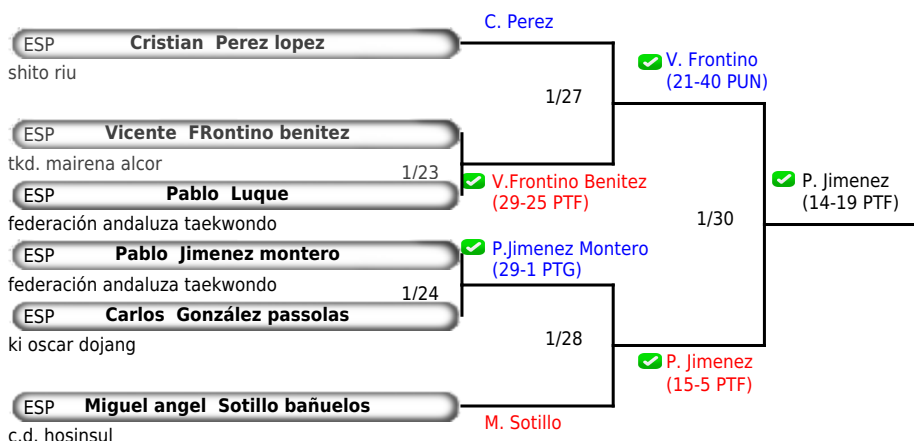 C. Perez
ESP Cristian Perez lopez
shito riu
V. Frontino
(21-40 PUN)
1/27
ESP Vicente FRontino benitez
tkd. mairena alcor
1/23
V.Frontino Benitez
(29-25 PTF)
ESP Pablo Luque
federación andaluza taekwondo
P. Jimenez
(14-19 PTF)
1/30
ESP Pablo Jimenez montero
federación andaluza taekwondo
P.Jimenez Montero
(29-1 PTG)
1/24
ESP Carlos González passolas
ki oscar dojang
1/28
P. Jimenez
(15-5 PTF)
ESP Miguel angel Sotillo bañuelos
c.d. hosinsul
M. Sotillo